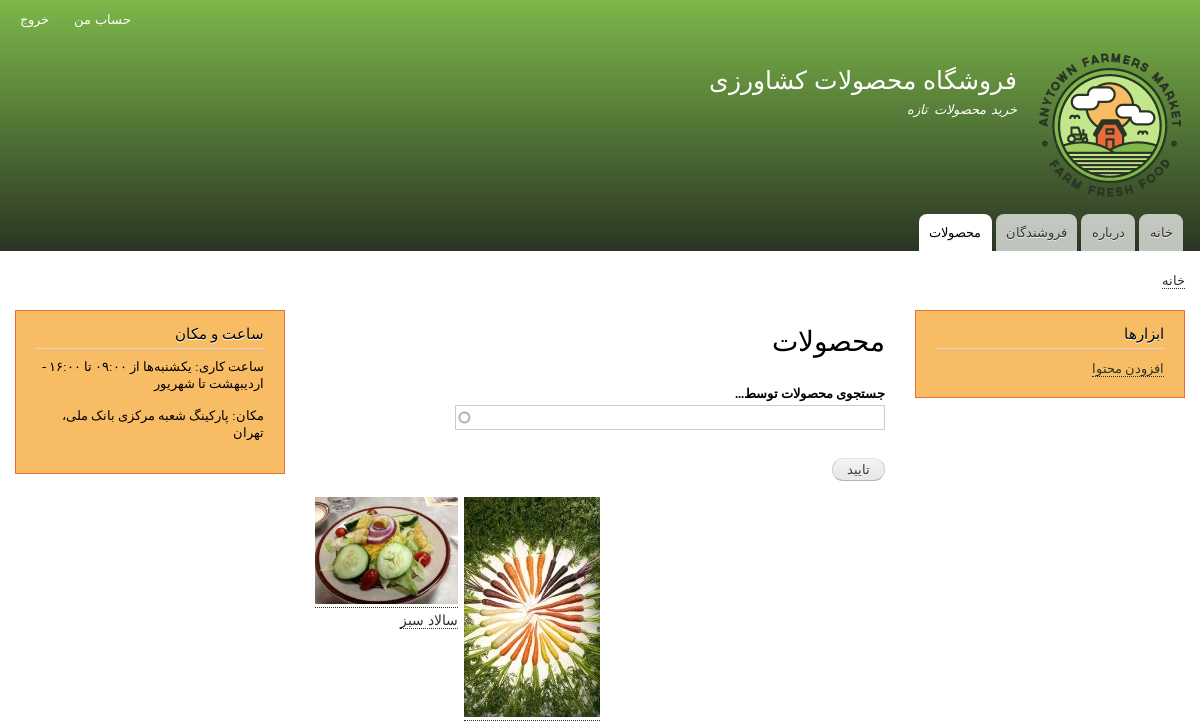 حساب من
خروج
ANYTOWN FARMERS MARKET
FARM FRESH FOOD
فروشگاه محصولات کشاورزی
خرید محصولات تازه
خانه
درباره
فروشندگان
محصولات
خانه
ابزارها
افزودن محتوا
محصولات
جستجوی محصولات توسط...
تایید
سالاد سبز
ساعت و مکان
ساعت کاری: یکشنبه‌ها از ۰۹:۰۰ تا ۱۶:۰۰ -
اردیبهشت تا شهریور
مکان: پارکینگ شعبه مرکزی بانک ملی،
تهران